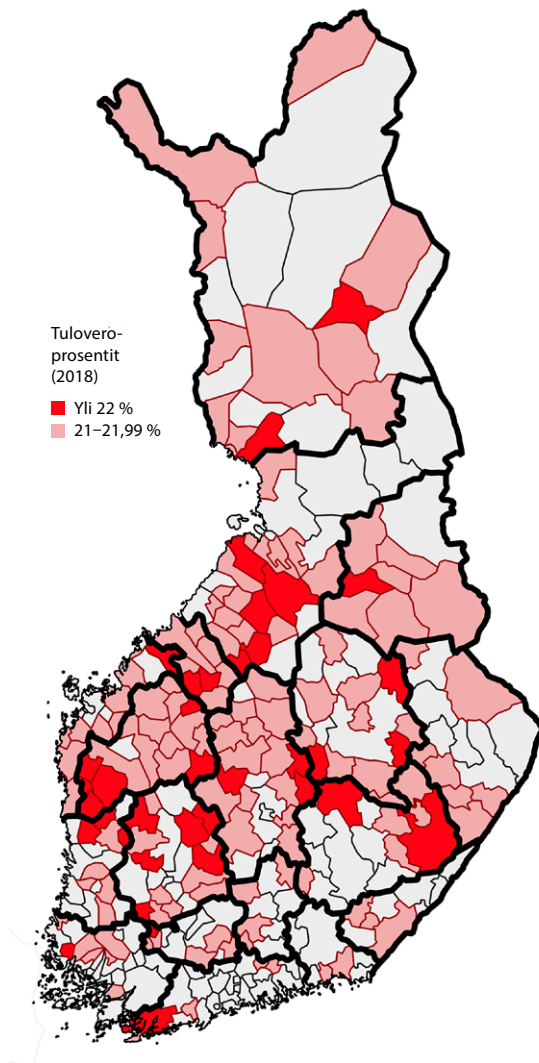 Tulovero-
prosentit
(2018)
Yli 22 %
21–21,99 %